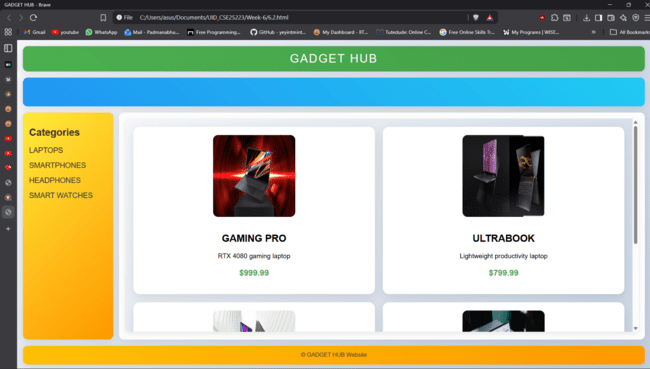 GADGET HUB - Brave
File C:/Users/asus/Documents/UID_CSE25223/Week-6/6.2.html
Gmail youtube WhatsApp Mail - Padmanabhu... Free Programming... GitHub - yeyintmint... My Dashboard - RT... Tutedude: Online C... Free Online Skills Tr... My Programs | WISE... » All Bookmarks
GADGET HUB
Categories
LAPTOPS
SMARTPHONES
HEADPHONES
SMART WATCHES
GAMING PRO
RTX 4080 gaming laptop
$999.99
ULTRABOOK
Lightweight productivity laptop
$799.99
© GADGET HUB Website